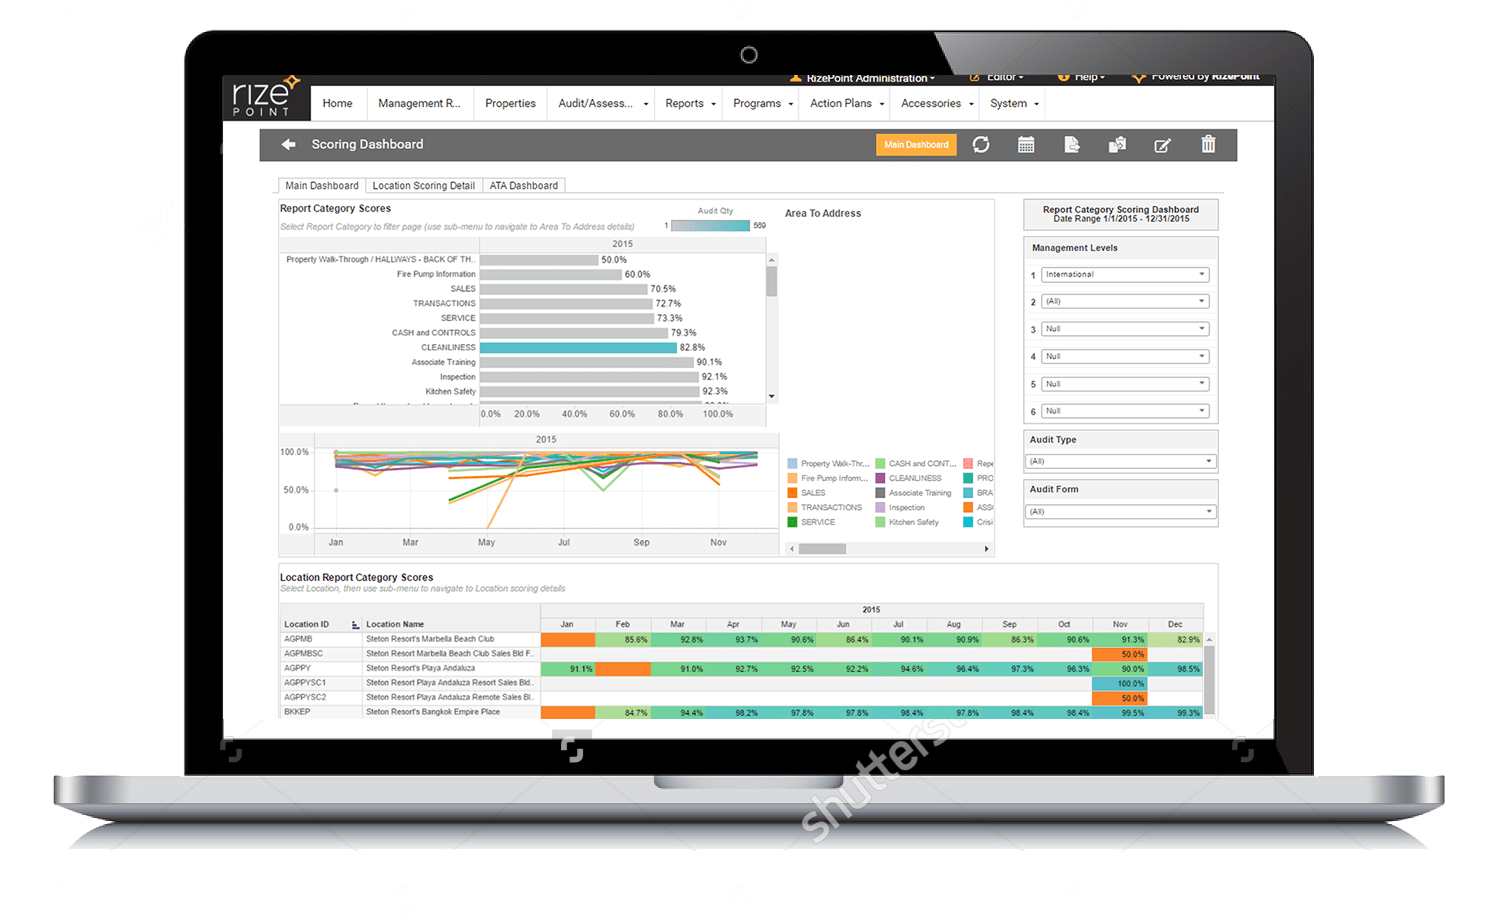 RizePoint Administration
Editor
Help
Powered By RizePoint
rize
POINT
Home
Management R...
Properties
Audit/Assess...
Reports
Programs
Action Plans
Accessories
System
Scoring Dashboard
Main Dashboard
Main Dashboard
Location Scoring Detail
ATA Dashboard
Report Category Scores
Select Report Category to filter page (use sub-menu to navigate to Area To Address details)
Audit Qty
1
569
Area To Address
Report Category Scoring Dashboard
Date Range 1/1/2015 - 12/31/2015
2015
Property Walk-Through / HALLWAYS - BACK OF TH.. 50.0%
Fire Pump Information 60.0%
SALES 70.5%
TRANSACTIONS 72.7%
SERVICE 73.3%
CASH and CONTROLS 79.3%
CLEANLINESS 82.8%
Associate Training 90.1%
Inspection 92.1%
Kitchen Safety 92.3%
0.0% 20.0% 40.0% 60.0% 80.0% 100.0%
Management Levels
1 International
2 (All)
3 Null
4 Null
5 Null
6 Null
Audit Type
(All)
Audit Form
(All)
2015
100.0%
50.0%
0.0%
Jan Mar May Jul Sep Nov
Property Walk-Thr... CASH and CONT... Repe
Fire Pump Inform... CLEANLINESS PRO
SALES Associate Training BRA
TRANSACTIONS Inspection ASS
SERVICE Kitchen Safety Crisi
Location Report Category Scores
Select Location, then use sub-menu to navigate to Location scoring details
2015
Location ID Location Name Jan Feb Mar Apr May Jun Jul Aug Sep Oct Nov Dec
AGPMB Steton Resort's Marbella Beach Club 85.6% 92.8% 93.7% 90.6% 86.4% 90.1% 90.9% 86.3% 90.6% 91.3% 82.9%
AGPMBSC Steton Resort Marbella Beach Club Sales Bld F.. 50.0%
AGPPY Steton Resort's Playa Andaluza 91.1% 91.0% 92.7% 92.5% 92.2% 94.6% 96.4% 97.3% 96.3% 90.0% 98.5%
AGPPYSC1 Steton Resort Playa Andaluza Resort Sales Bld.. 100.0%
AGPPYSC2 Steton Resort Playa Andaluza Remote Sales Bl.. 50.0%
BKKEP Steton Resort's Bangkok Empire Place 84.7% 94.4% 98.2% 97.8% 97.8% 98.4% 97.8% 98.4% 98.4% 99.5% 99.3%